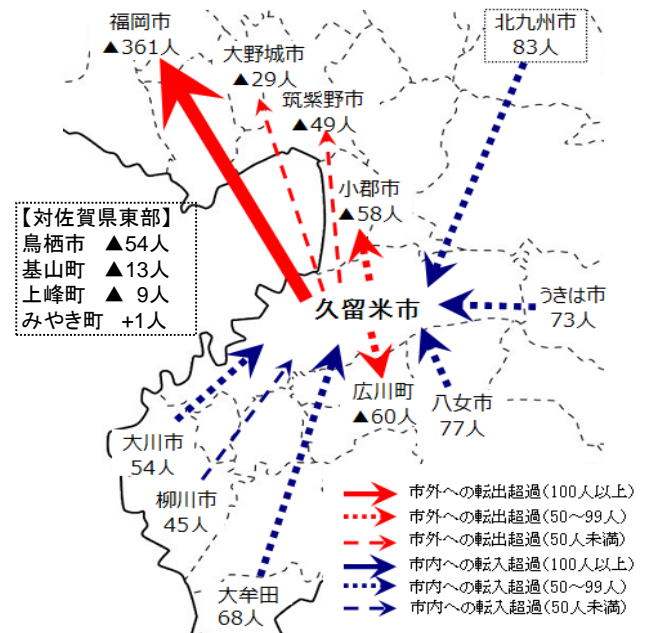 福岡市
▲361人
大野城市
▲29人
筑紫野市
▲49人
北九州市
83人
小郡市
▲58人
【対佐賀県東部】
鳥栖市 ▲54人
基山町 ▲13人
上峰町 ▲ 9人
みやき町 +1人
久留米市
うきは市
73人
広川町
▲60人
八女市
77人
大川市
54人
柳川市
45人
大牟田
68人
市外への転出超過(100人以上)
市外への転出超過(50～99人)
市外への転出超過(50人未満)
市内への転入超過(100人以上)
市内への転入超過(50～99人)
市内への転入超過(50人未満)